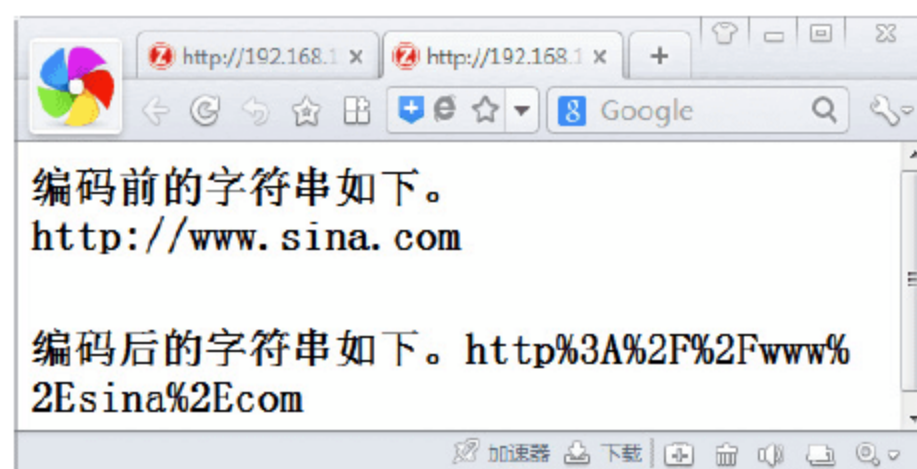 http://192.168.1 × http://192.168.1 × +
Google
编码前的字符串如下。
http://www.sina.com
编码后的字符串如下。http%3A%2F%2Fwww%
2Esina%2Ecom
加速器 下载